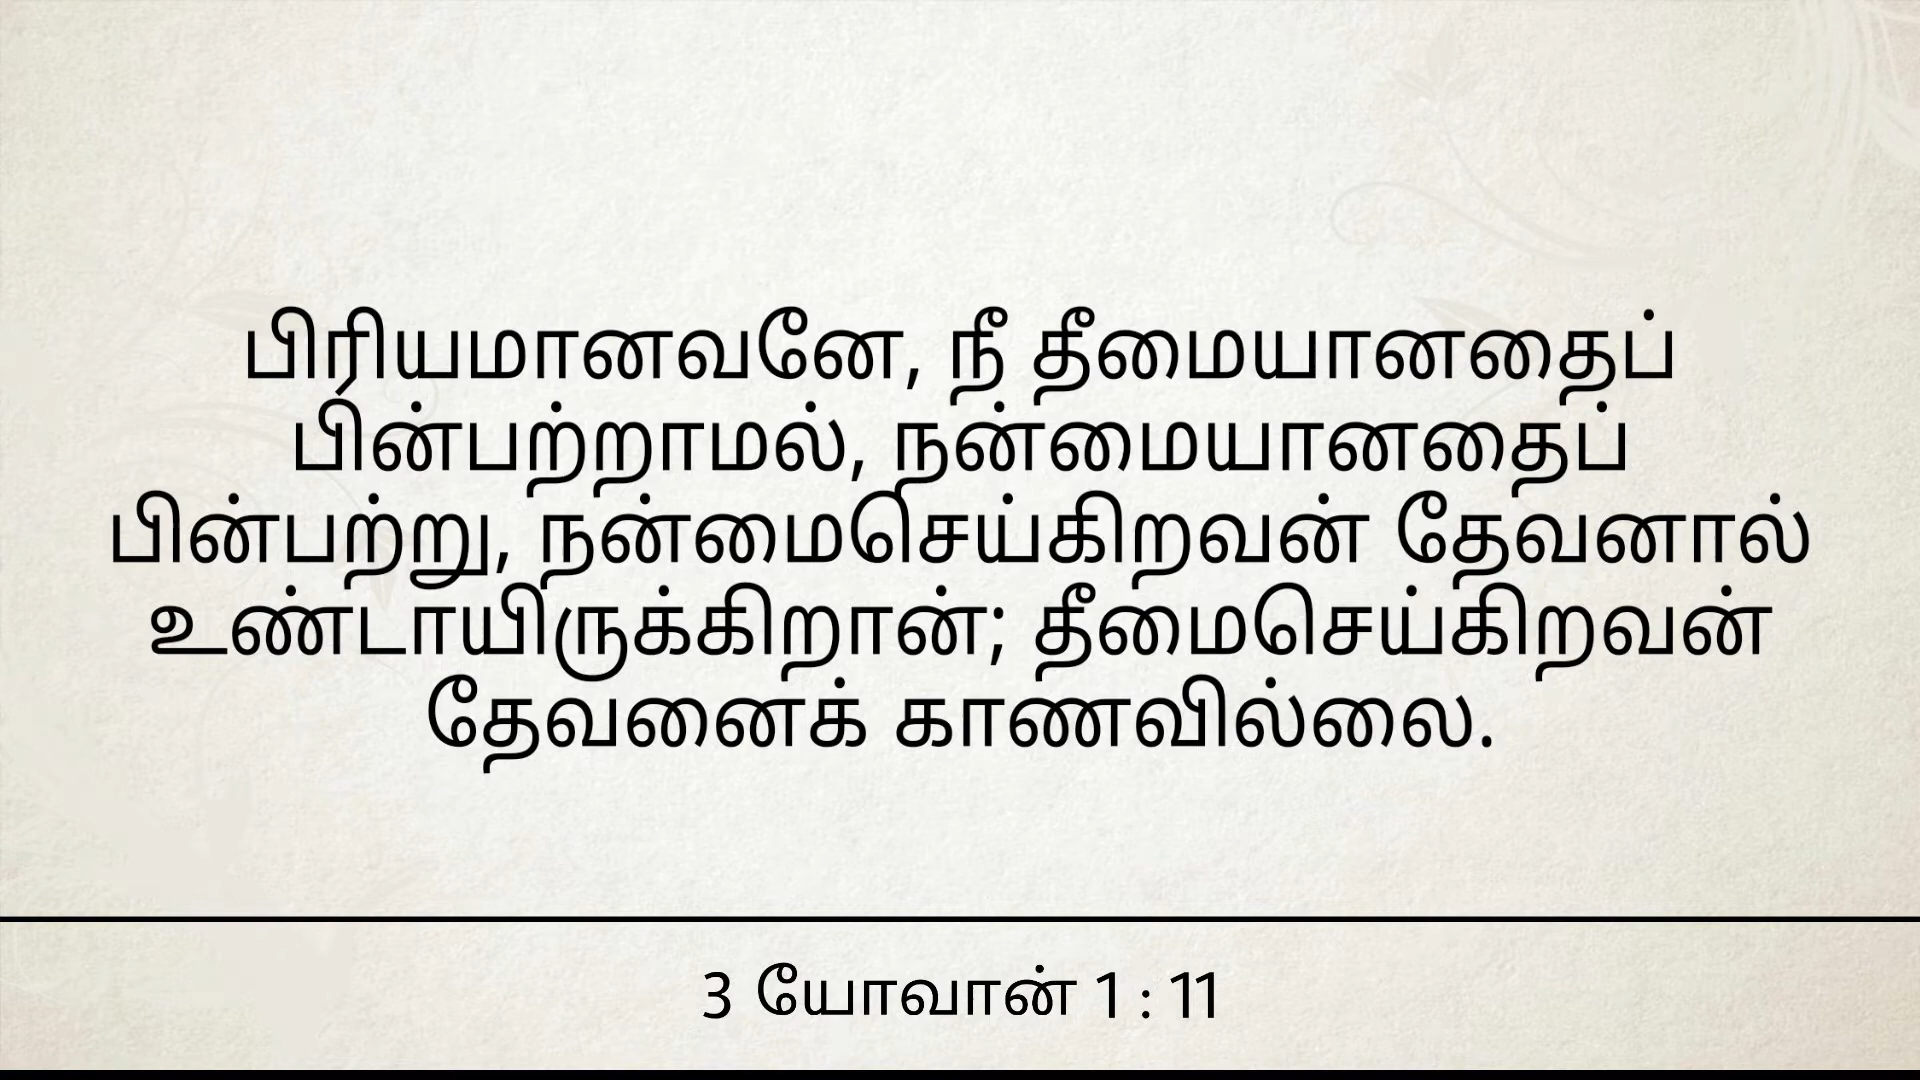 பிரியமானவனே, நீ தீமையானதைப்
பின்பற்றாமல், நன்மையானதைப்
பின்பற்று, நன்மைசெய்கிறவன் தேவனால்
உண்டாயிருக்கிறான்; தீமைசெய்கிறவன்
தேவனைக் காணவில்லை.
3 யோவான் 1 : 11